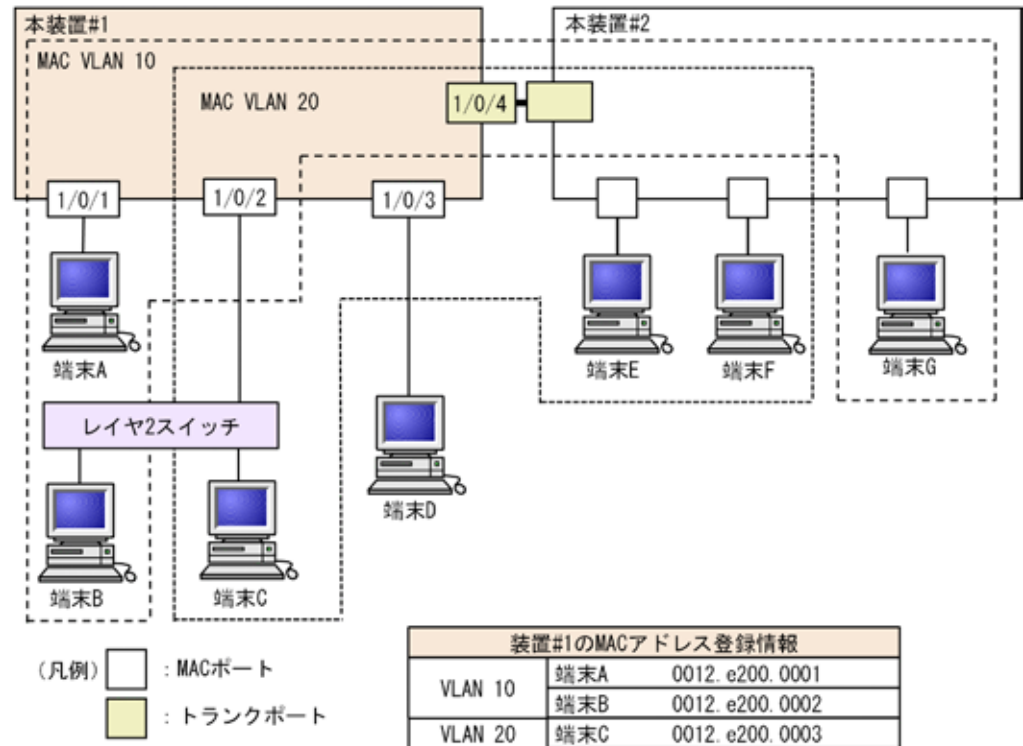 本装置#1
本装置#2
MAC VLAN 10
MAC VLAN 20
1/0/4
1/0/1
1/0/2
1/0/3
端末A
端末E
端末F
端末G
レイヤ2スイッチ
端末D
端末B
端末C
(凡例)
:MACポート
:トランクポート
装置#1のMACアドレス登録情報
VLAN 10
端末A 0012.e200.0001
端末B 0012.e200.0002
VLAN 20
端末C 0012.e200.0003